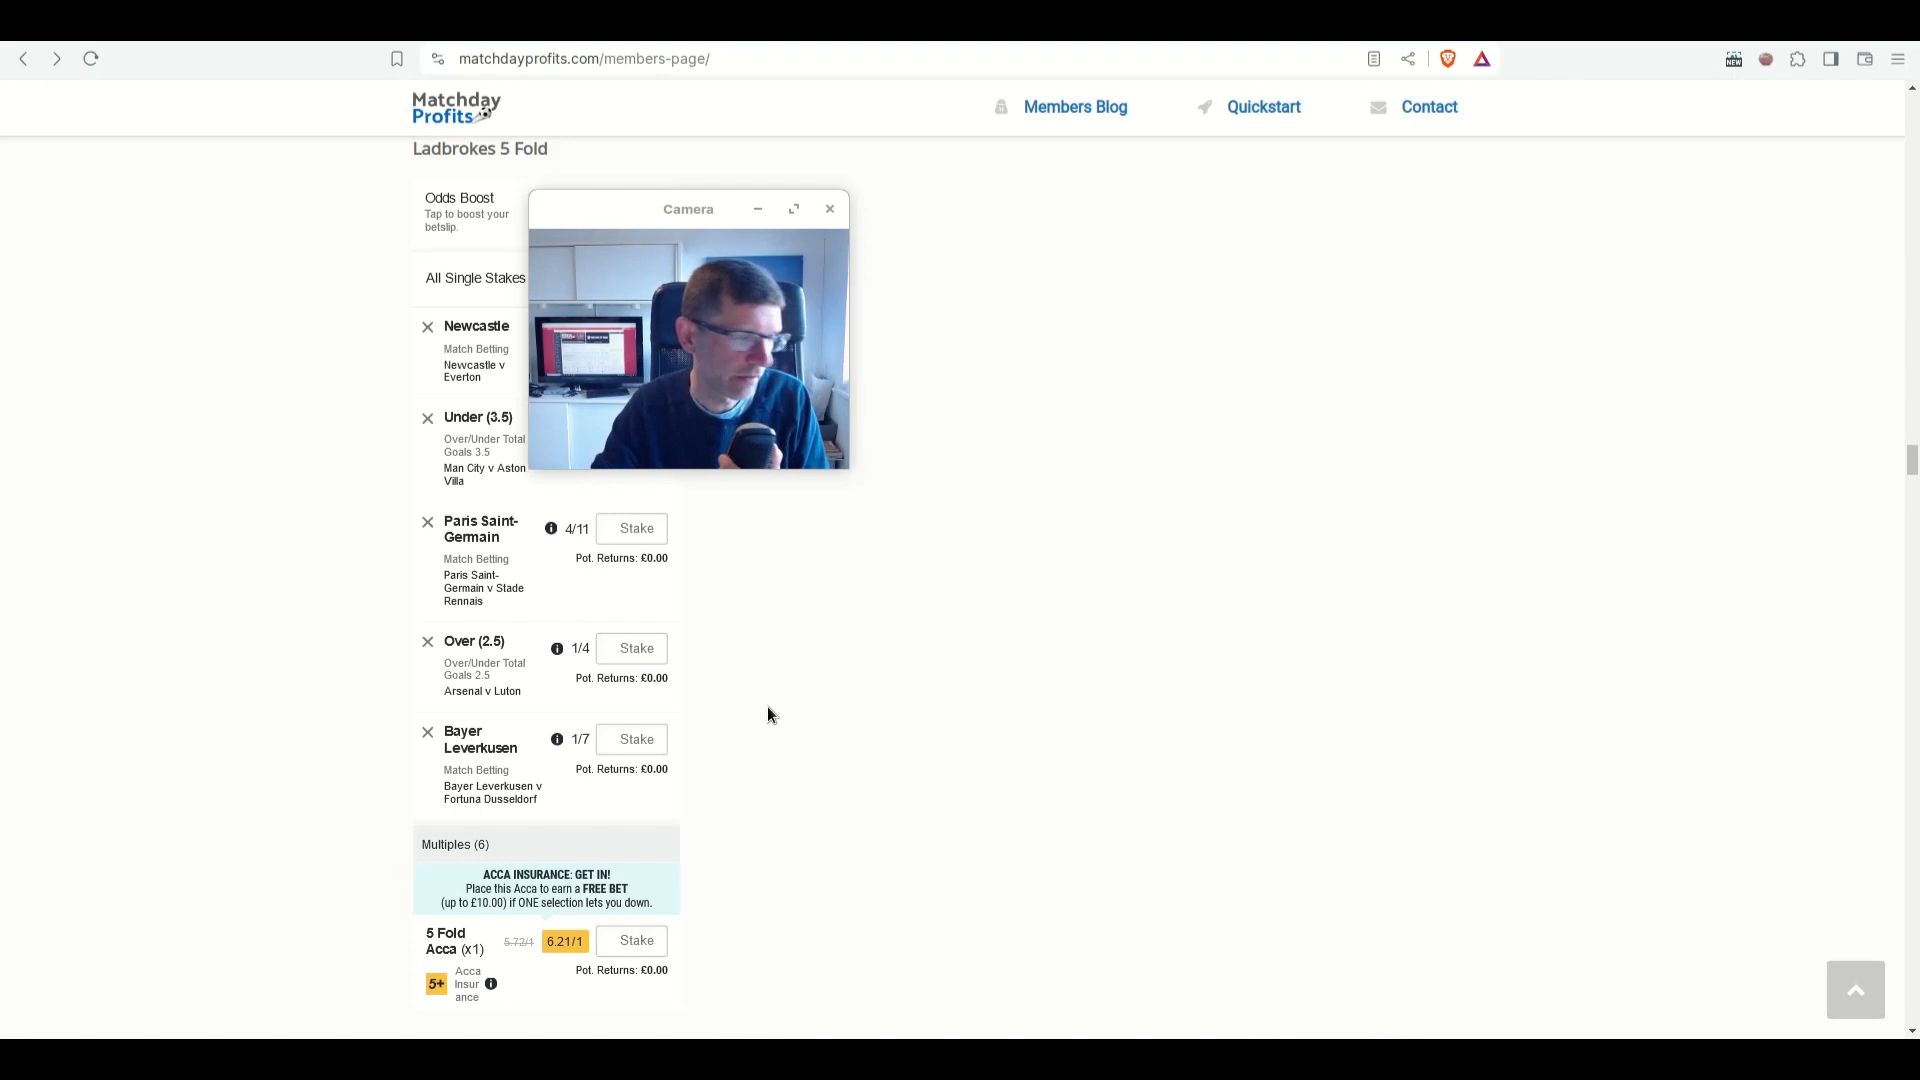 matchdayprofits.com/members-page/
NEW
Matchday
Profits
Members Blog
Quickstart
Contact
Ladbrokes 5 Fold
Odds Boost
Tap to boost your
betslip.
Camera
All Single Stakes
Newcastle
Match Betting
Newcastle v
Everton
Under (3.5)
Over/Under Total
Goals 3.5
Man City v Aston
Villa
Paris Saint-
Germain
4/11
Stake
Pot. Returns: £0.00
Match Betting
Paris Saint-
Germain v Stade
Rennais
Over (2.5)
1/4
Stake
Over/Under Total
Goals 2.5
Pot. Returns: £0.00
Arsenal v Luton
Bayer
Leverkusen
1/7
Stake
Match Betting
Pot. Returns: £0.00
Bayer Leverkusen v
Fortuna Dusseldorf
Multiples (6)
ACCA INSURANCE: GET IN!
Place this Acca to earn a FREE BET
(up to £10.00) if ONE selection lets you down.
5 Fold
Acca (x1)
5.72/1
6.21/1
Stake
Pot. Returns: £0.00
5+
Acca
Insur
ance